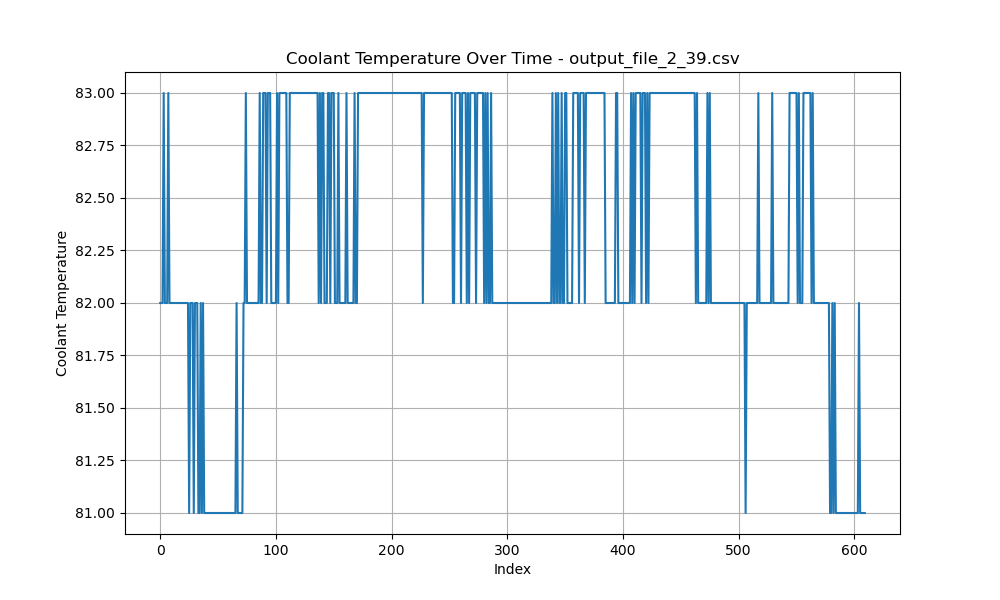 Coolant Temperature Over Time - output_file_2_39.csv
Coolant Temperature
83.00
82.75
82.50
82.25
82.00
81.75
81.50
81.25
81.00
0 100 200 300 400 500 600
Index